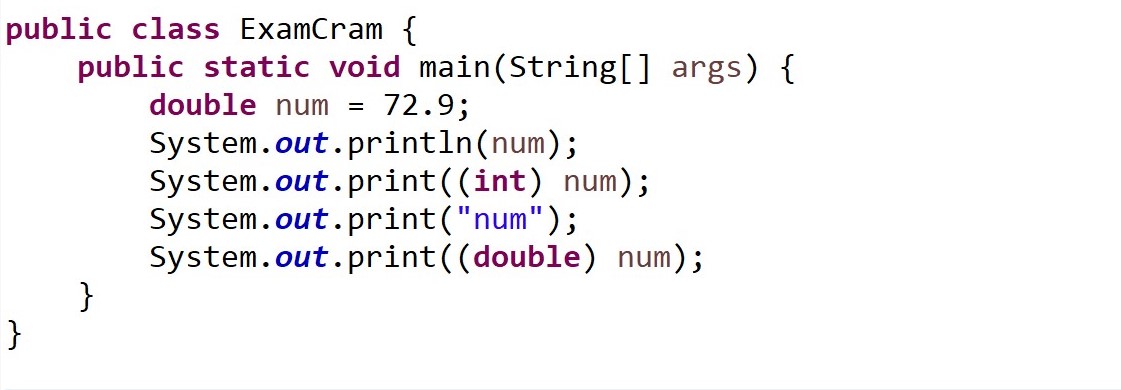 public class ExamCram {
    public static void main(String[] args) {
        double num = 72.9;
        System.out.println(num);
        System.out.print((int) num);
        System.out.print("num");
        System.out.print((double) num);
    }
}